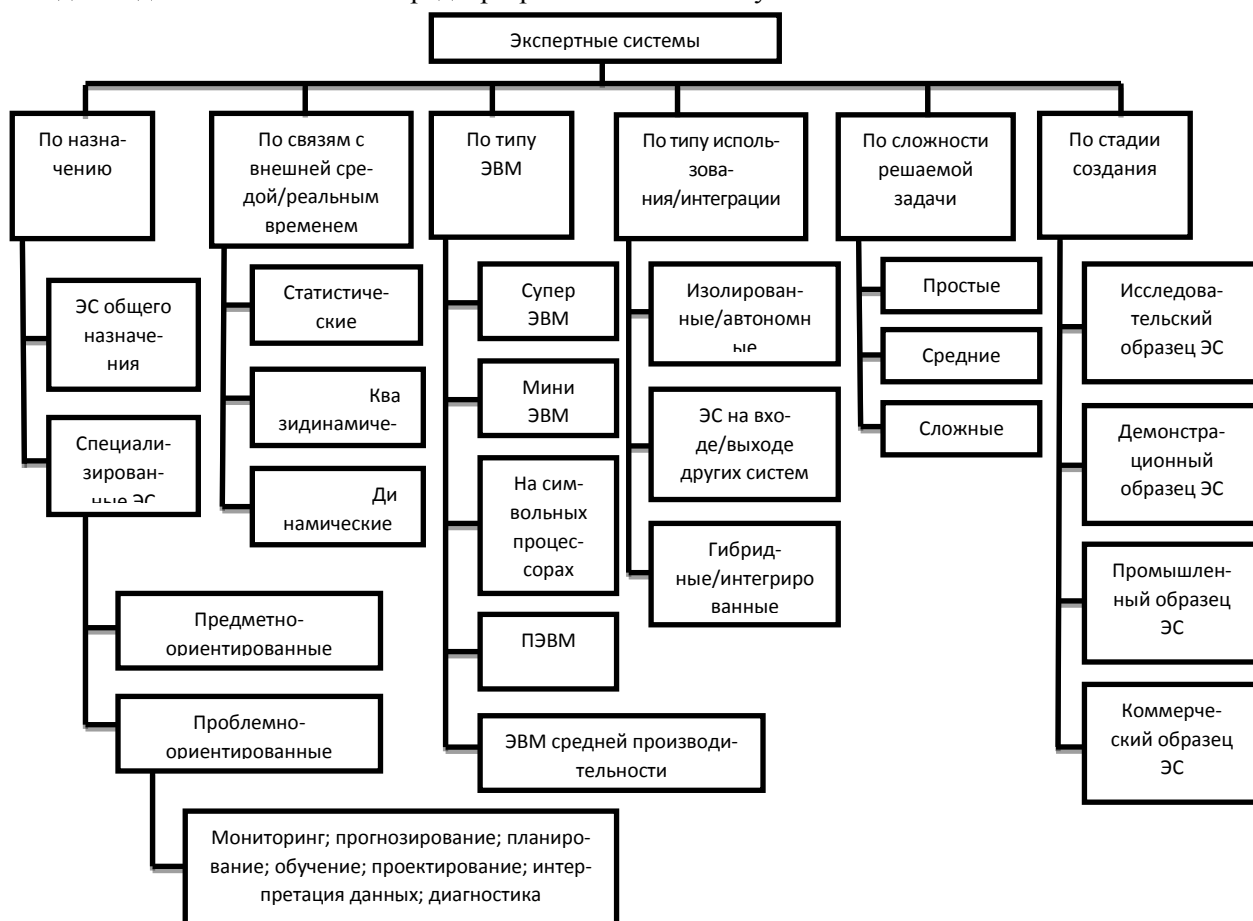 Экспертные системы
По назна-
чению
По связям с
внешней сре-
дой/реальным
временем
По типу
ЭВМ
По типу исполь-
зова-
ния/интеграции
По сложности
решаемой
задачи
По стадии
создания
ЭС общего
назначе-
ния
Специали-
зирован-
ные ЭС
Предметно-
ориентированные
Проблемно-
ориентированные
Мониторинг; прогнозирование; планиро-
вание; обучение; проектирование; интер-
претация данных; диагностика
Статистиче-
ские
Ква
зидинамиче-
Ди
намические
Супер
ЭВМ
Мини
ЭВМ
На сим-
вольных
процес-
сорах
ПЭВМ
ЭВМ средней производи-
тельности
Изолирован-
ные/автономн
ые
ЭС на вхо-
де/выходе
других систем
Гибрид-
ные/интегриро
ванные
Простые
Средние
Сложные
Исследова-
тельский
образец ЭС
Демонстра-
ционный
образец ЭС
Промышлен-
ный образец
ЭС
Коммерче-
ский образец
ЭС